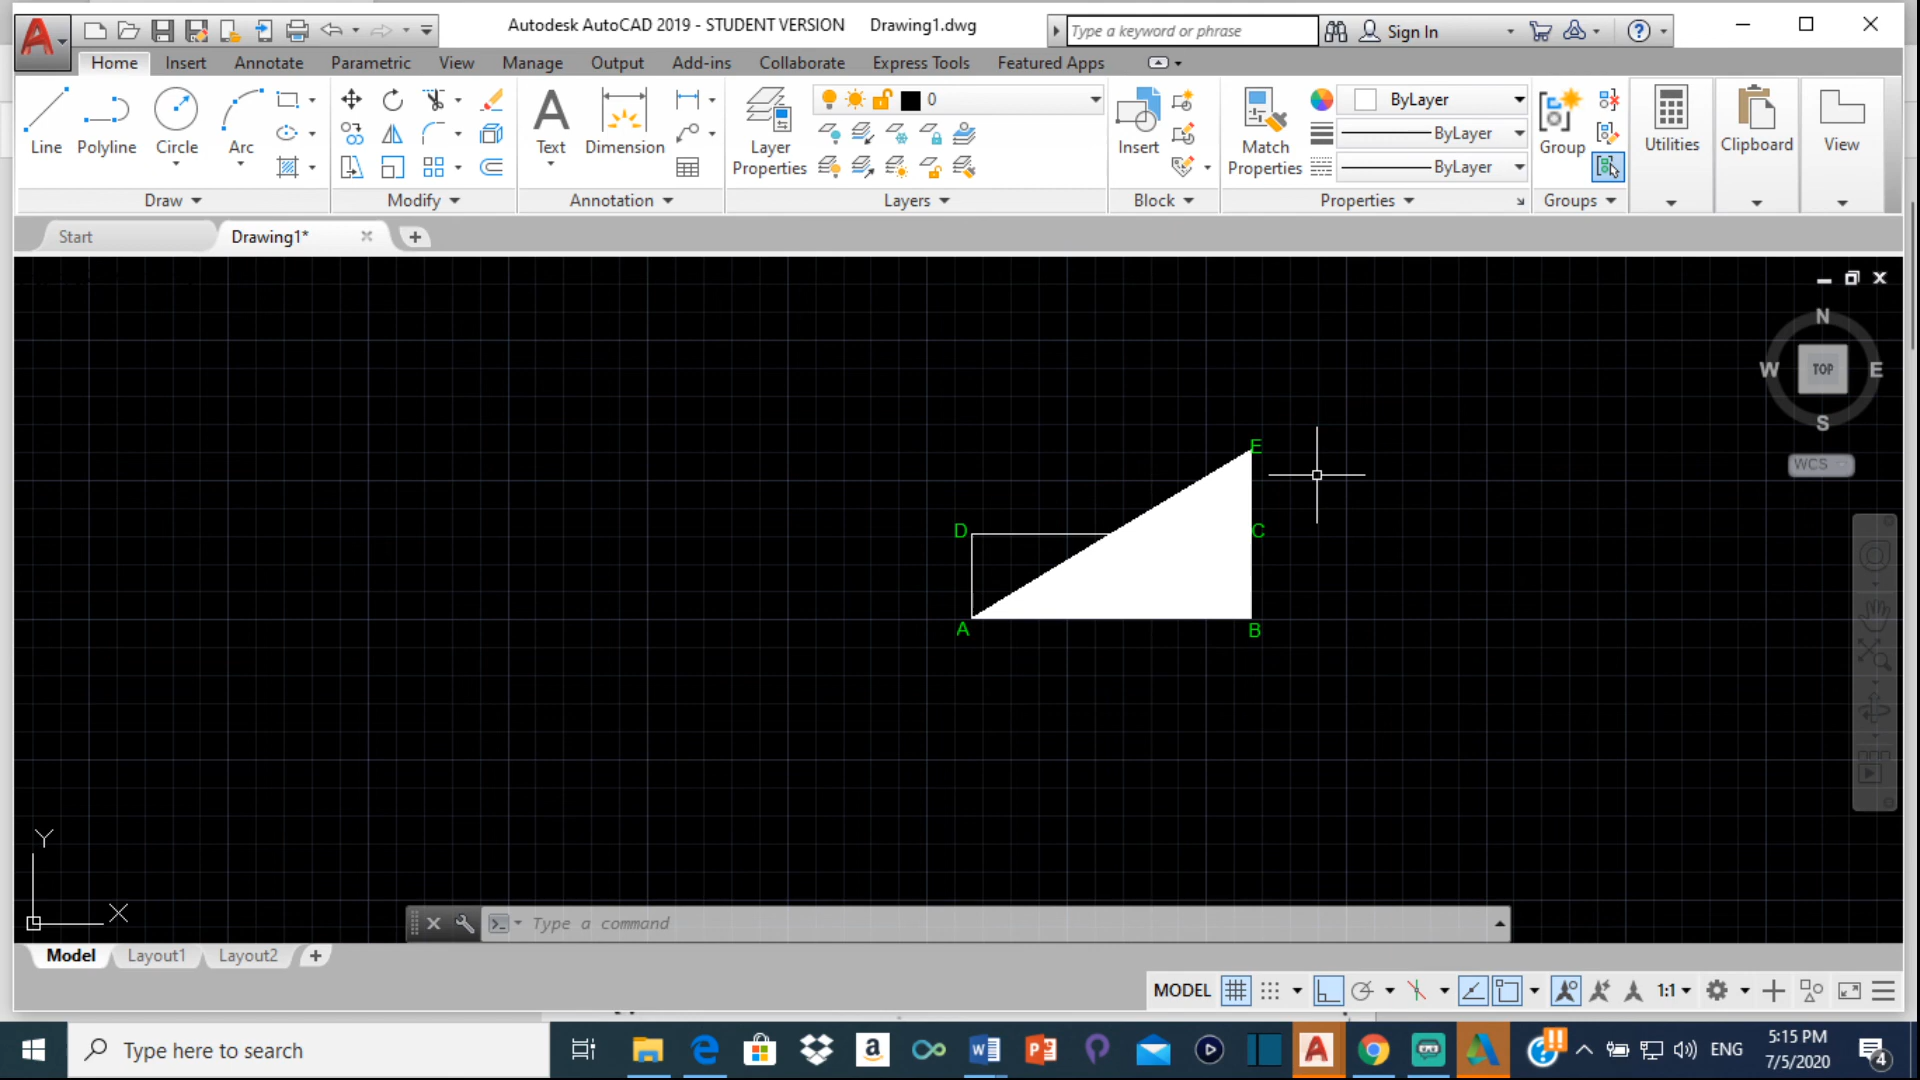 Autodesk AutoCAD 2019 - STUDENT VERSION Drawing1.dwg
Type a keyword or phrase
Sign In
Home Insert Annotate Parametric View Manage Output Add-ins Collaborate Express Tools Featured Apps
0
ByLayer
Line Polyline Circle Arc
Text Dimension
Layer Properties
Insert
Match Properties
ByLayer
ByLayer
Group
Utilities
Clipboard
View
Draw Modify Annotation Layers Block Properties Groups
Start Drawing1*
N
W TOP E
S
WCS
E
D C
A B
Y
X
Type a command
Model Layout1 Layout2
MODEL 1:1
Type here to search
ENG
5:15 PM
7/5/2020
4